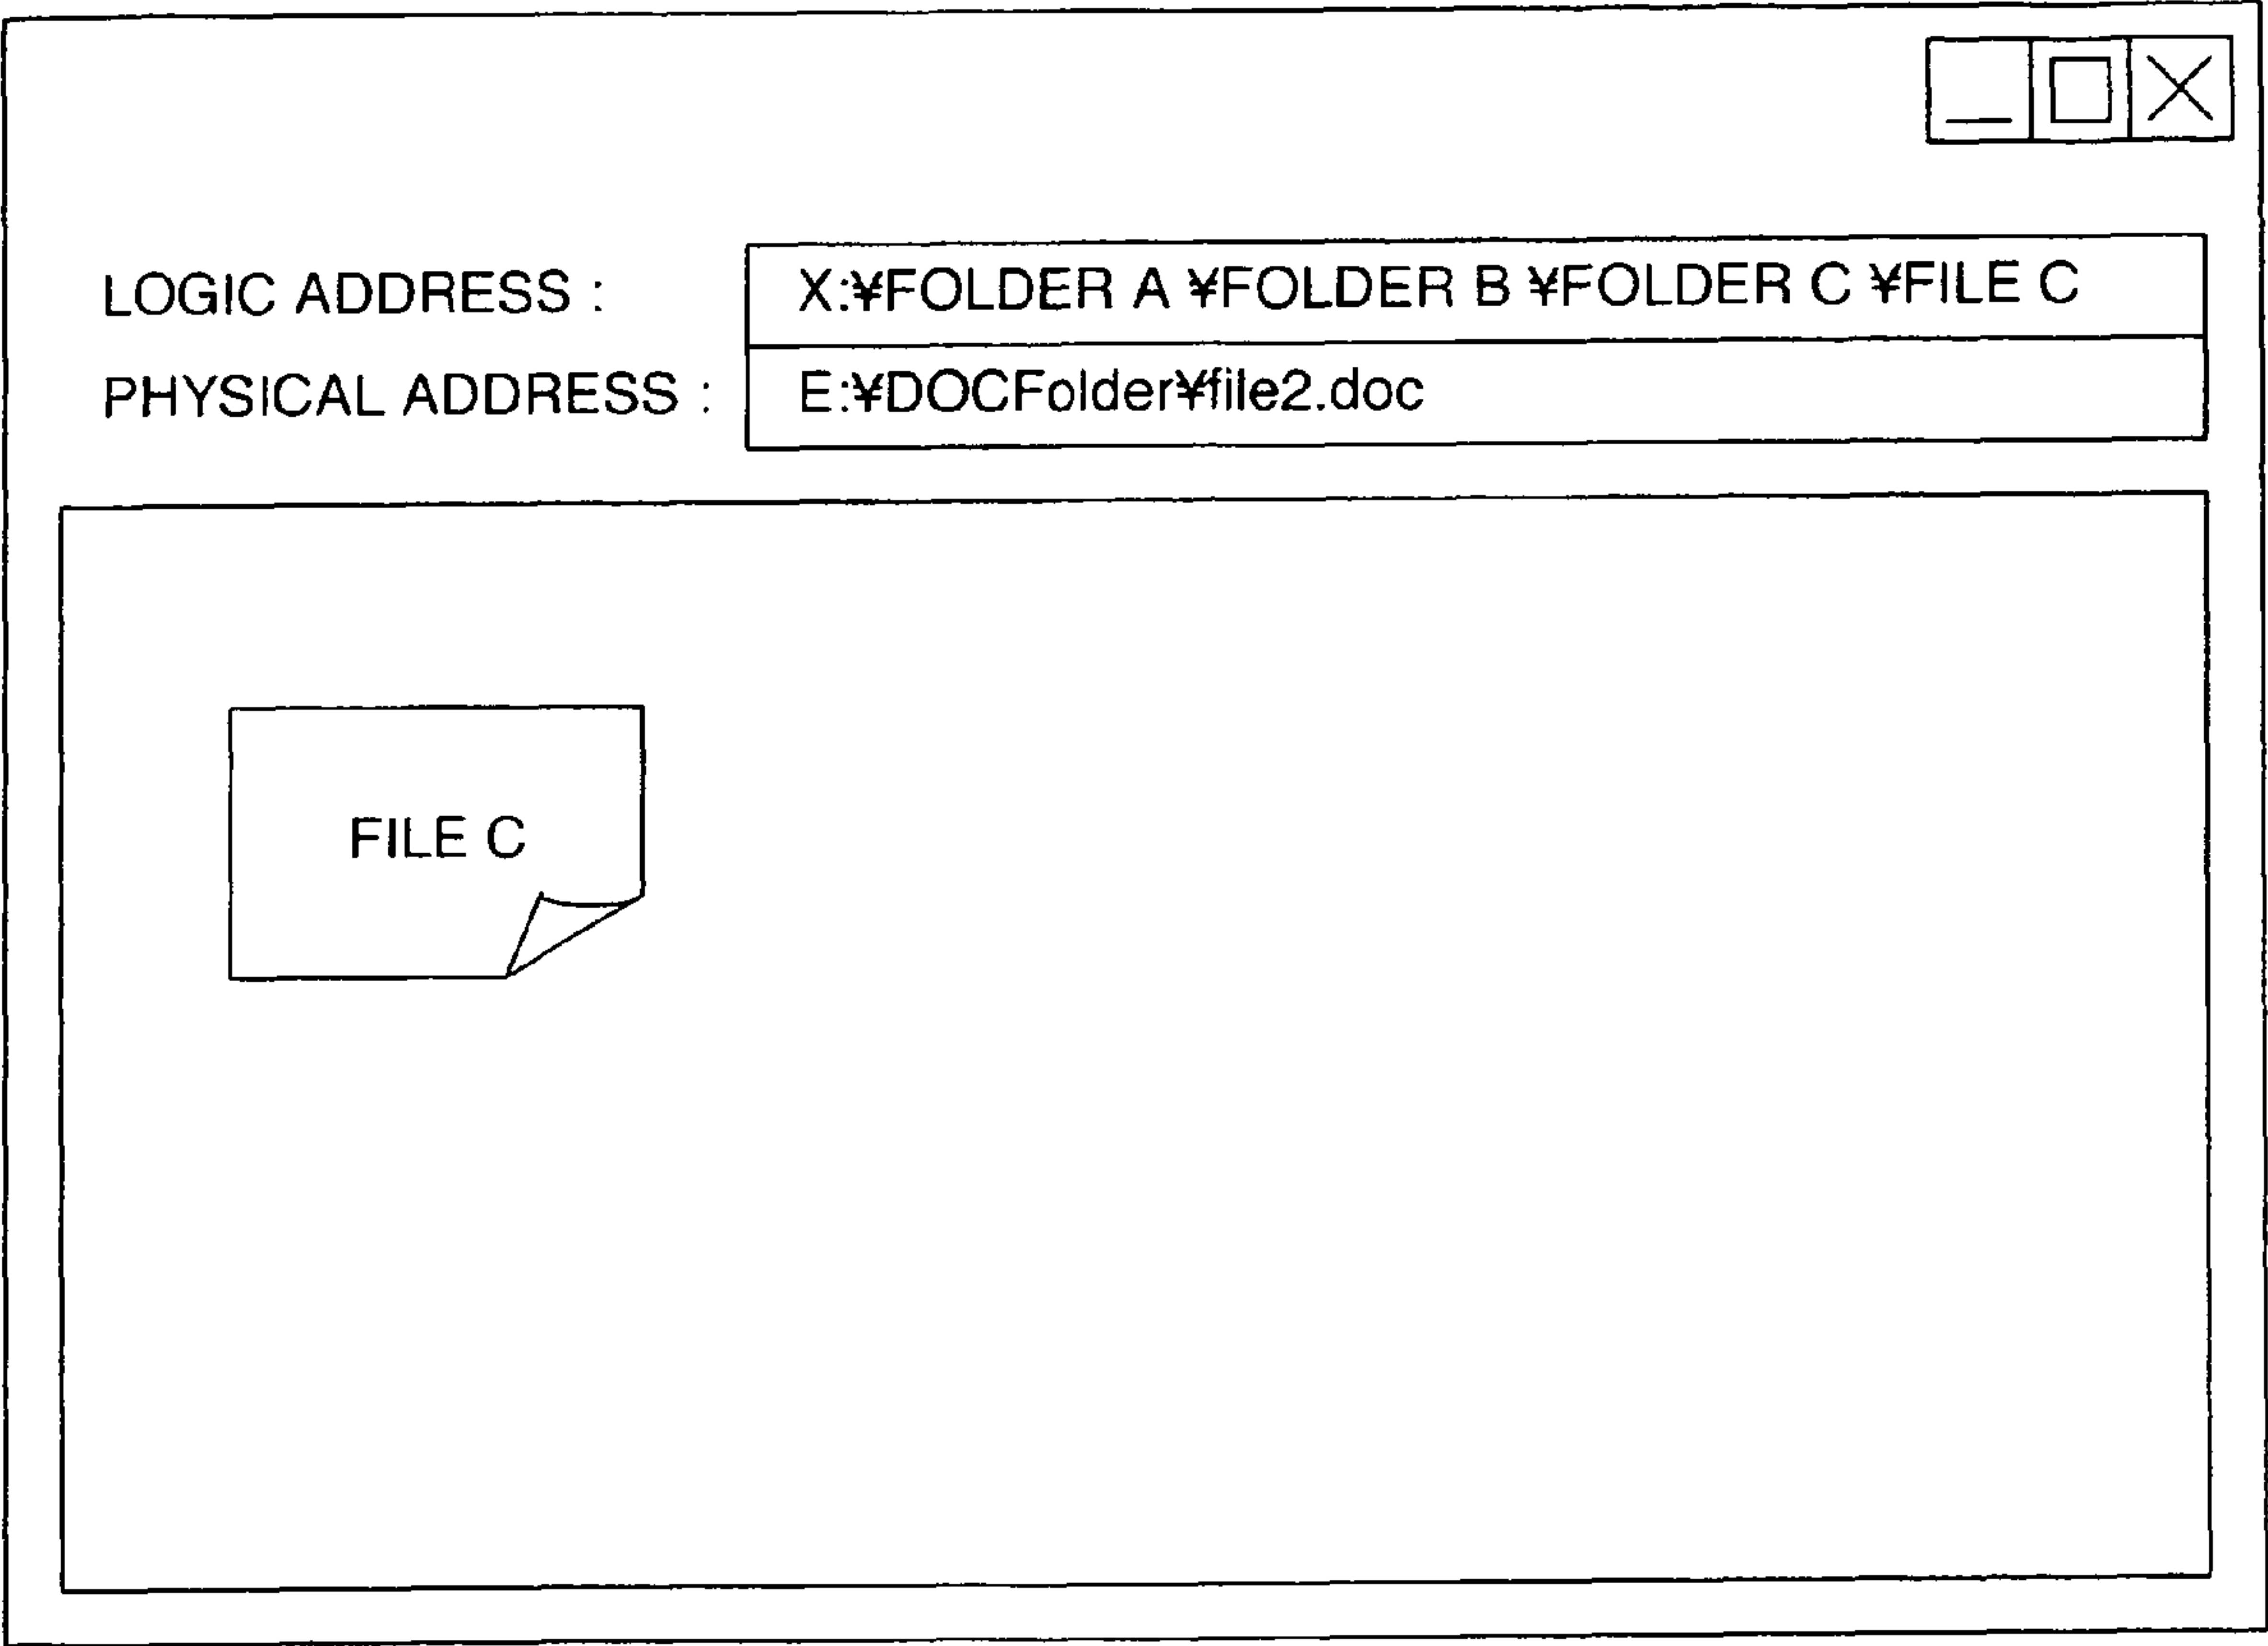 LOGIC ADDRESS : X:¥FOLDER A ¥FOLDER B ¥FOLDER C ¥FILE C
PHYSICAL ADDRESS : E:¥DOCFolder¥file2.doc
FILE C